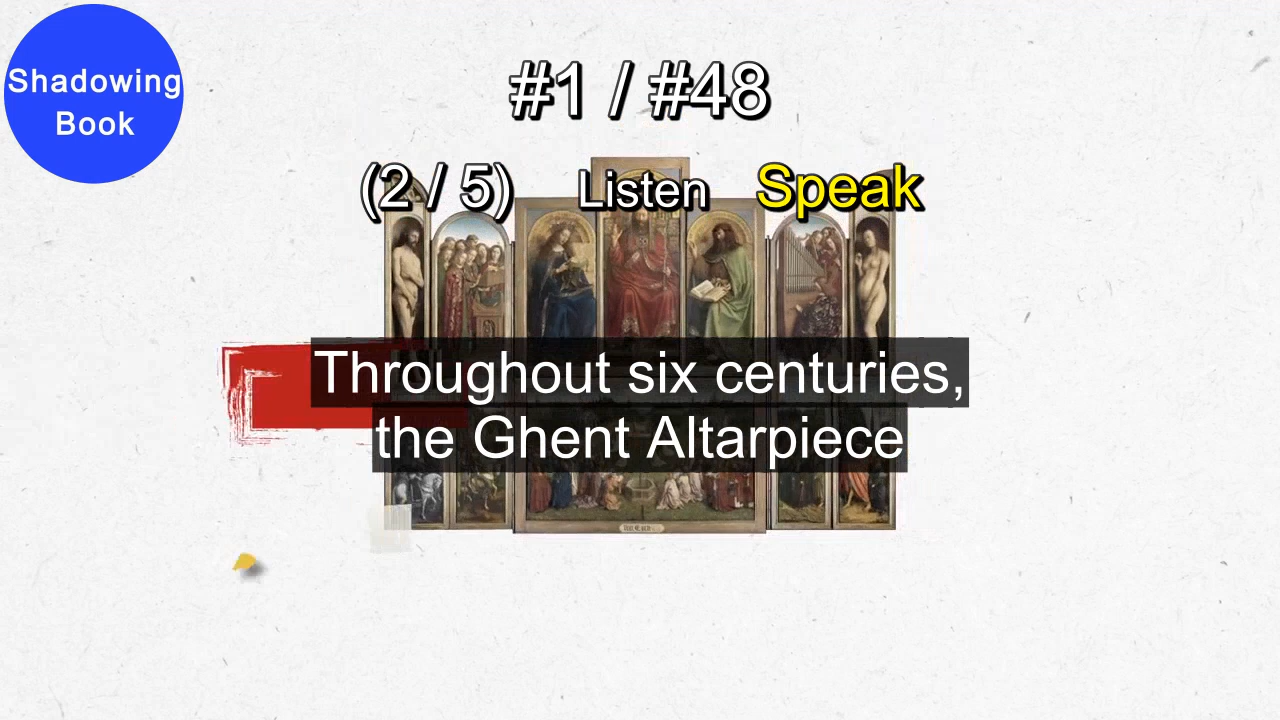 Shadowing
Book
#1 / #48
(2 / 5) Listen Speak
Throughout six centuries,
the Ghent Altarpiece